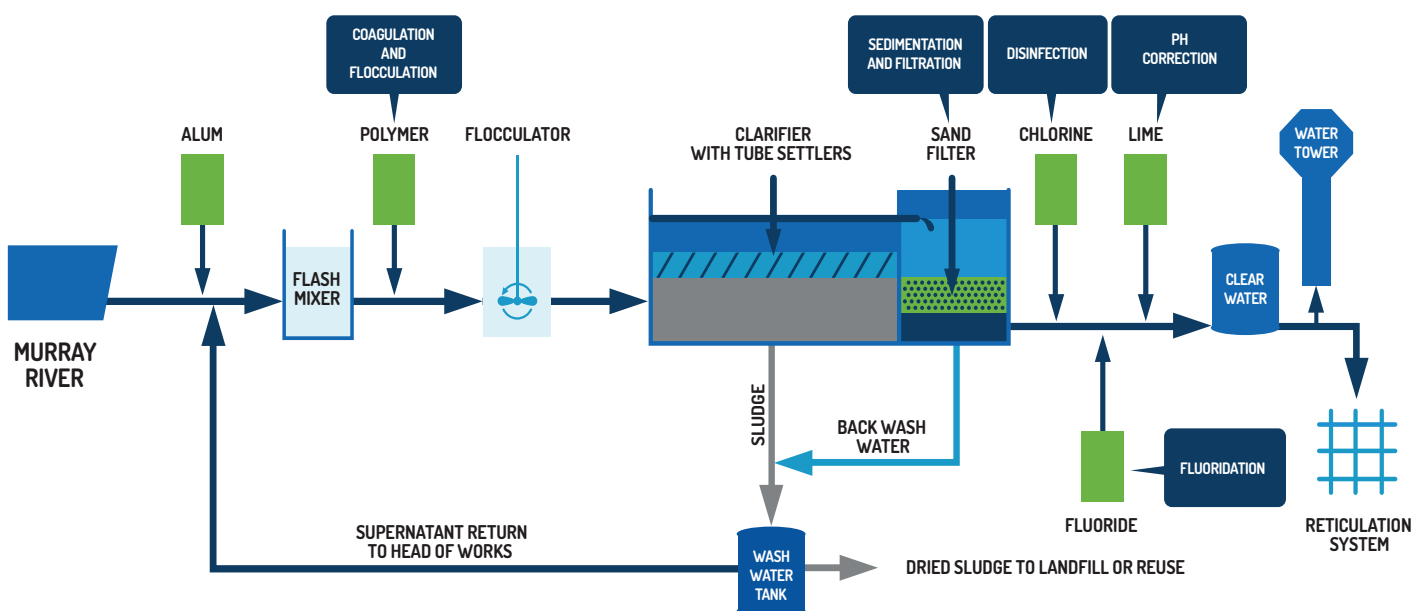 COAGULATION
AND
FLOCCULATION
SEDIMENTATION
AND FILTRATION
DISINFECTION
PH
CORRECTION
ALUM
POLYMER
FLOCCULATOR
CLARIFIER
WITH TUBE SETTLERS
SAND
FILTER
CHLORINE
LIME
WATER
TOWER
FLASH
MIXER
CLEAR
WATER
MURRAY
RIVER
SLUDGE
BACK WASH
WATER
FLUORIDATION
FLUORIDE
RETICULATION
SYSTEM
SUPERNATANT RETURN
TO HEAD OF WORKS
WASH
WATER
TANK
DRIED SLUDGE TO LANDFILL OR REUSE